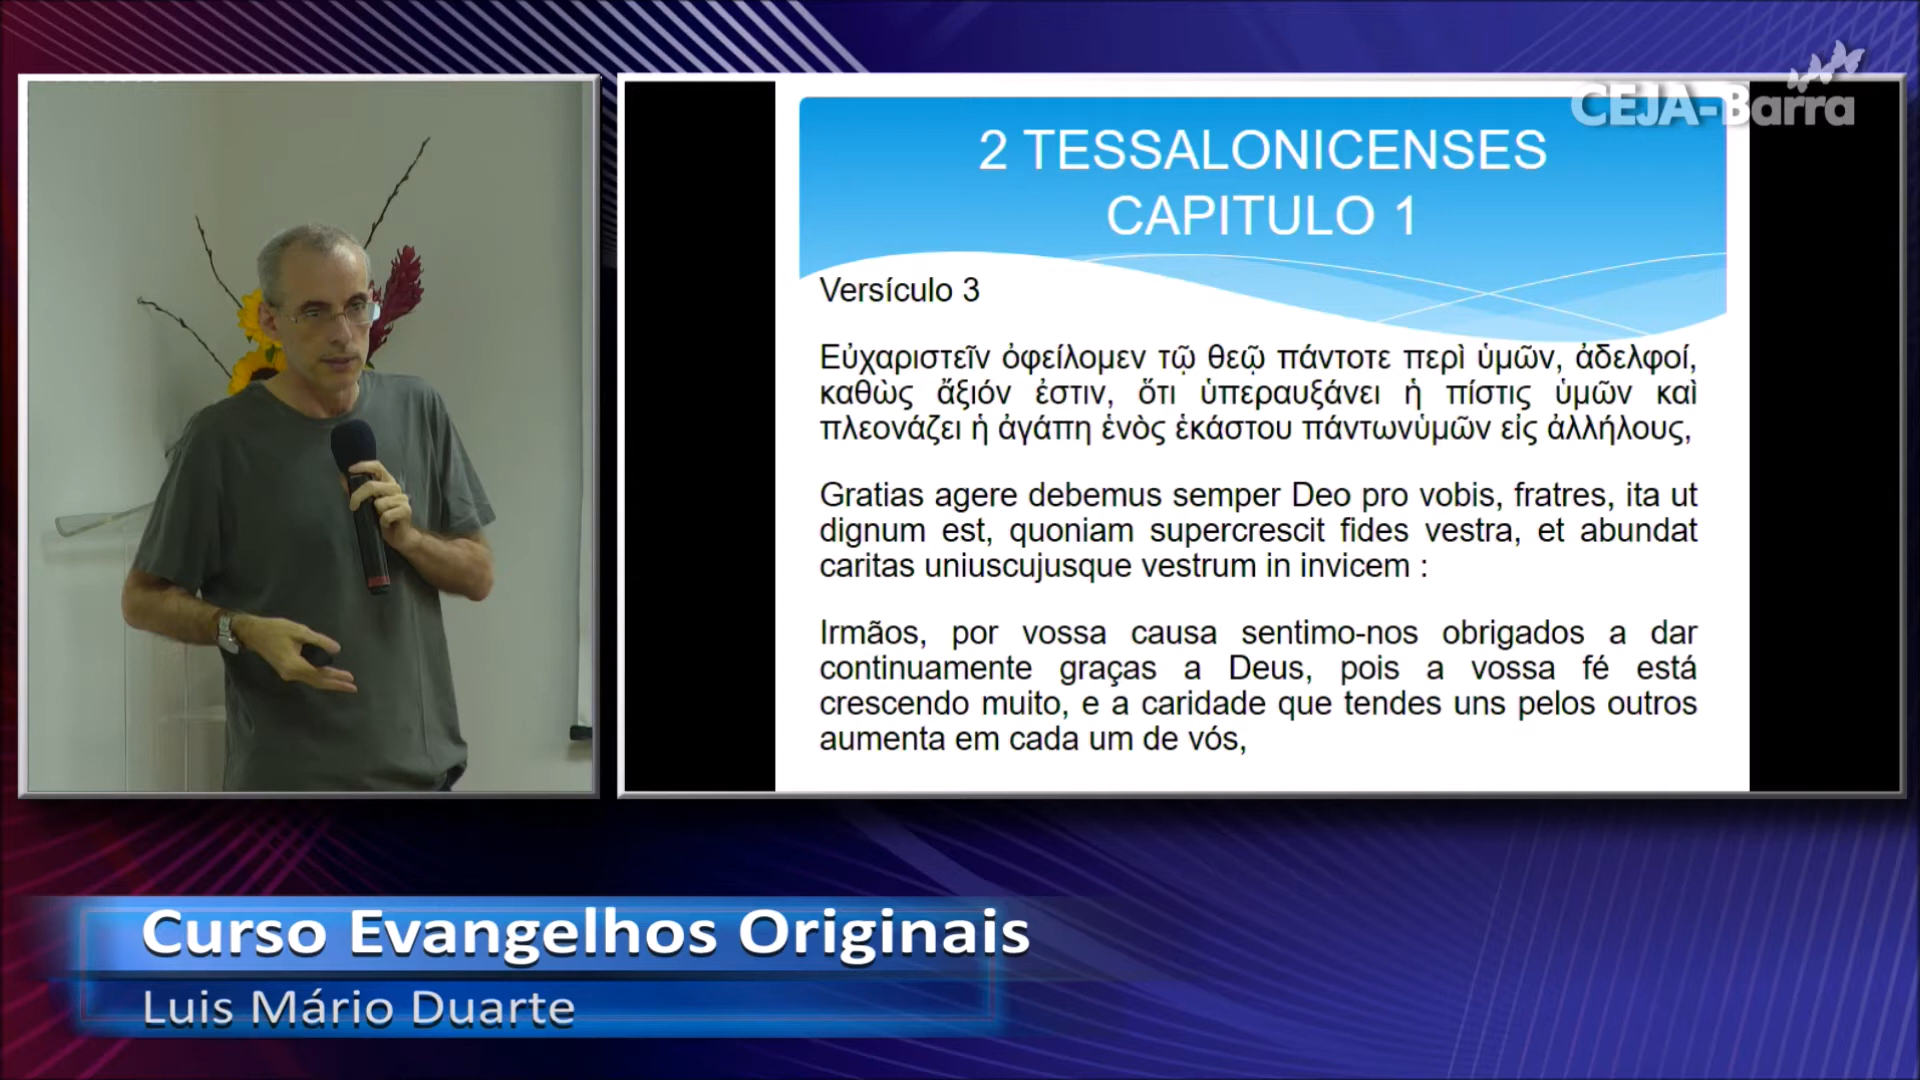 CEJA-Barra
2 TESSALONICENSES
CAPITULO 1
Versículo 3
Εὐχαριστεῖν ὀφείλομεν τῷ θεῷ πάντοτε περὶ ὑμῶν, ἀδελφοί,
καθὼς ἄξιόν ἐστιν, ὅτι ὑπεραυξάνει ἡ πίστις ὑμῶν καὶ
πλεονάζει ἡ ἀγάπη ἑνὸς ἑκάστου πάντωνὑμῶν εἰς ἀλλήλους,
Gratias agere debemus semper Deo pro vobis, fratres, ita ut
dignum est, quoniam supercrescit fides vestra, et abundat
caritas uniuscujusque vestrum in invicem :
Irmãos, por vossa causa sentimo-nos obrigados a dar
continuamente graças a Deus, pois a vossa fé está
crescendo muito, e a caridade que tendes uns pelos outros
aumenta em cada um de vós,
Curso Evangelhos Originais
Luis Mário Duarte